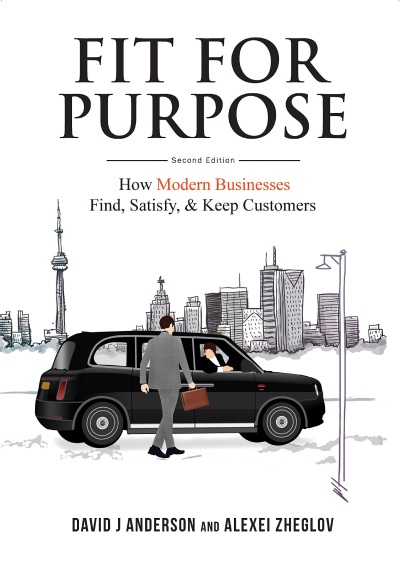 FIT FOR
PURPOSE
Second Edition
How Modern Businesses
Find, Satisfy, & Keep Customers
DAVID J ANDERSON AND ALEXEI ZHEGLOV